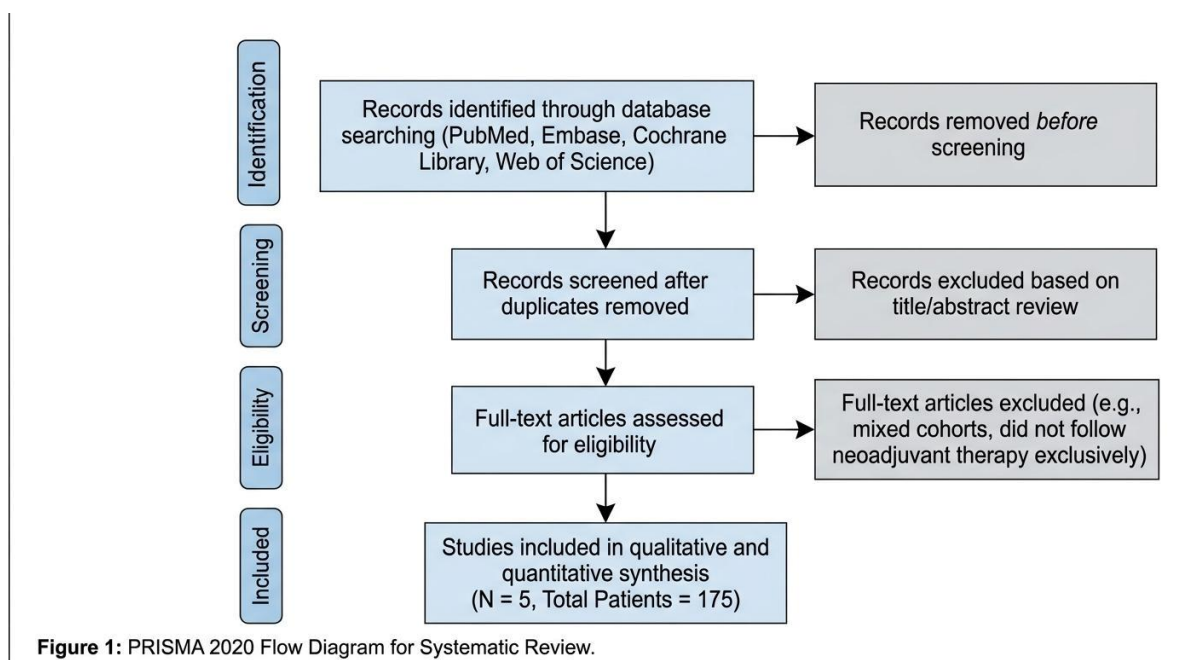 Identification
Records identified through database
searching (PubMed, Embase, Cochrane
Library, Web of Science)
Records removed before
screening
Screening
Records screened after
duplicates removed
Records excluded based on
title/abstract review
Eligibility
Full-text articles assessed
for eligibility
Full-text articles excluded (e.g.,
mixed cohorts, did not follow
neoadjuvant therapy exclusively)
Included
Studies included in qualitative and
quantitative synthesis
(N = 5, Total Patients = 175)
Figure 1: PRISMA 2020 Flow Diagram for Systematic Review.